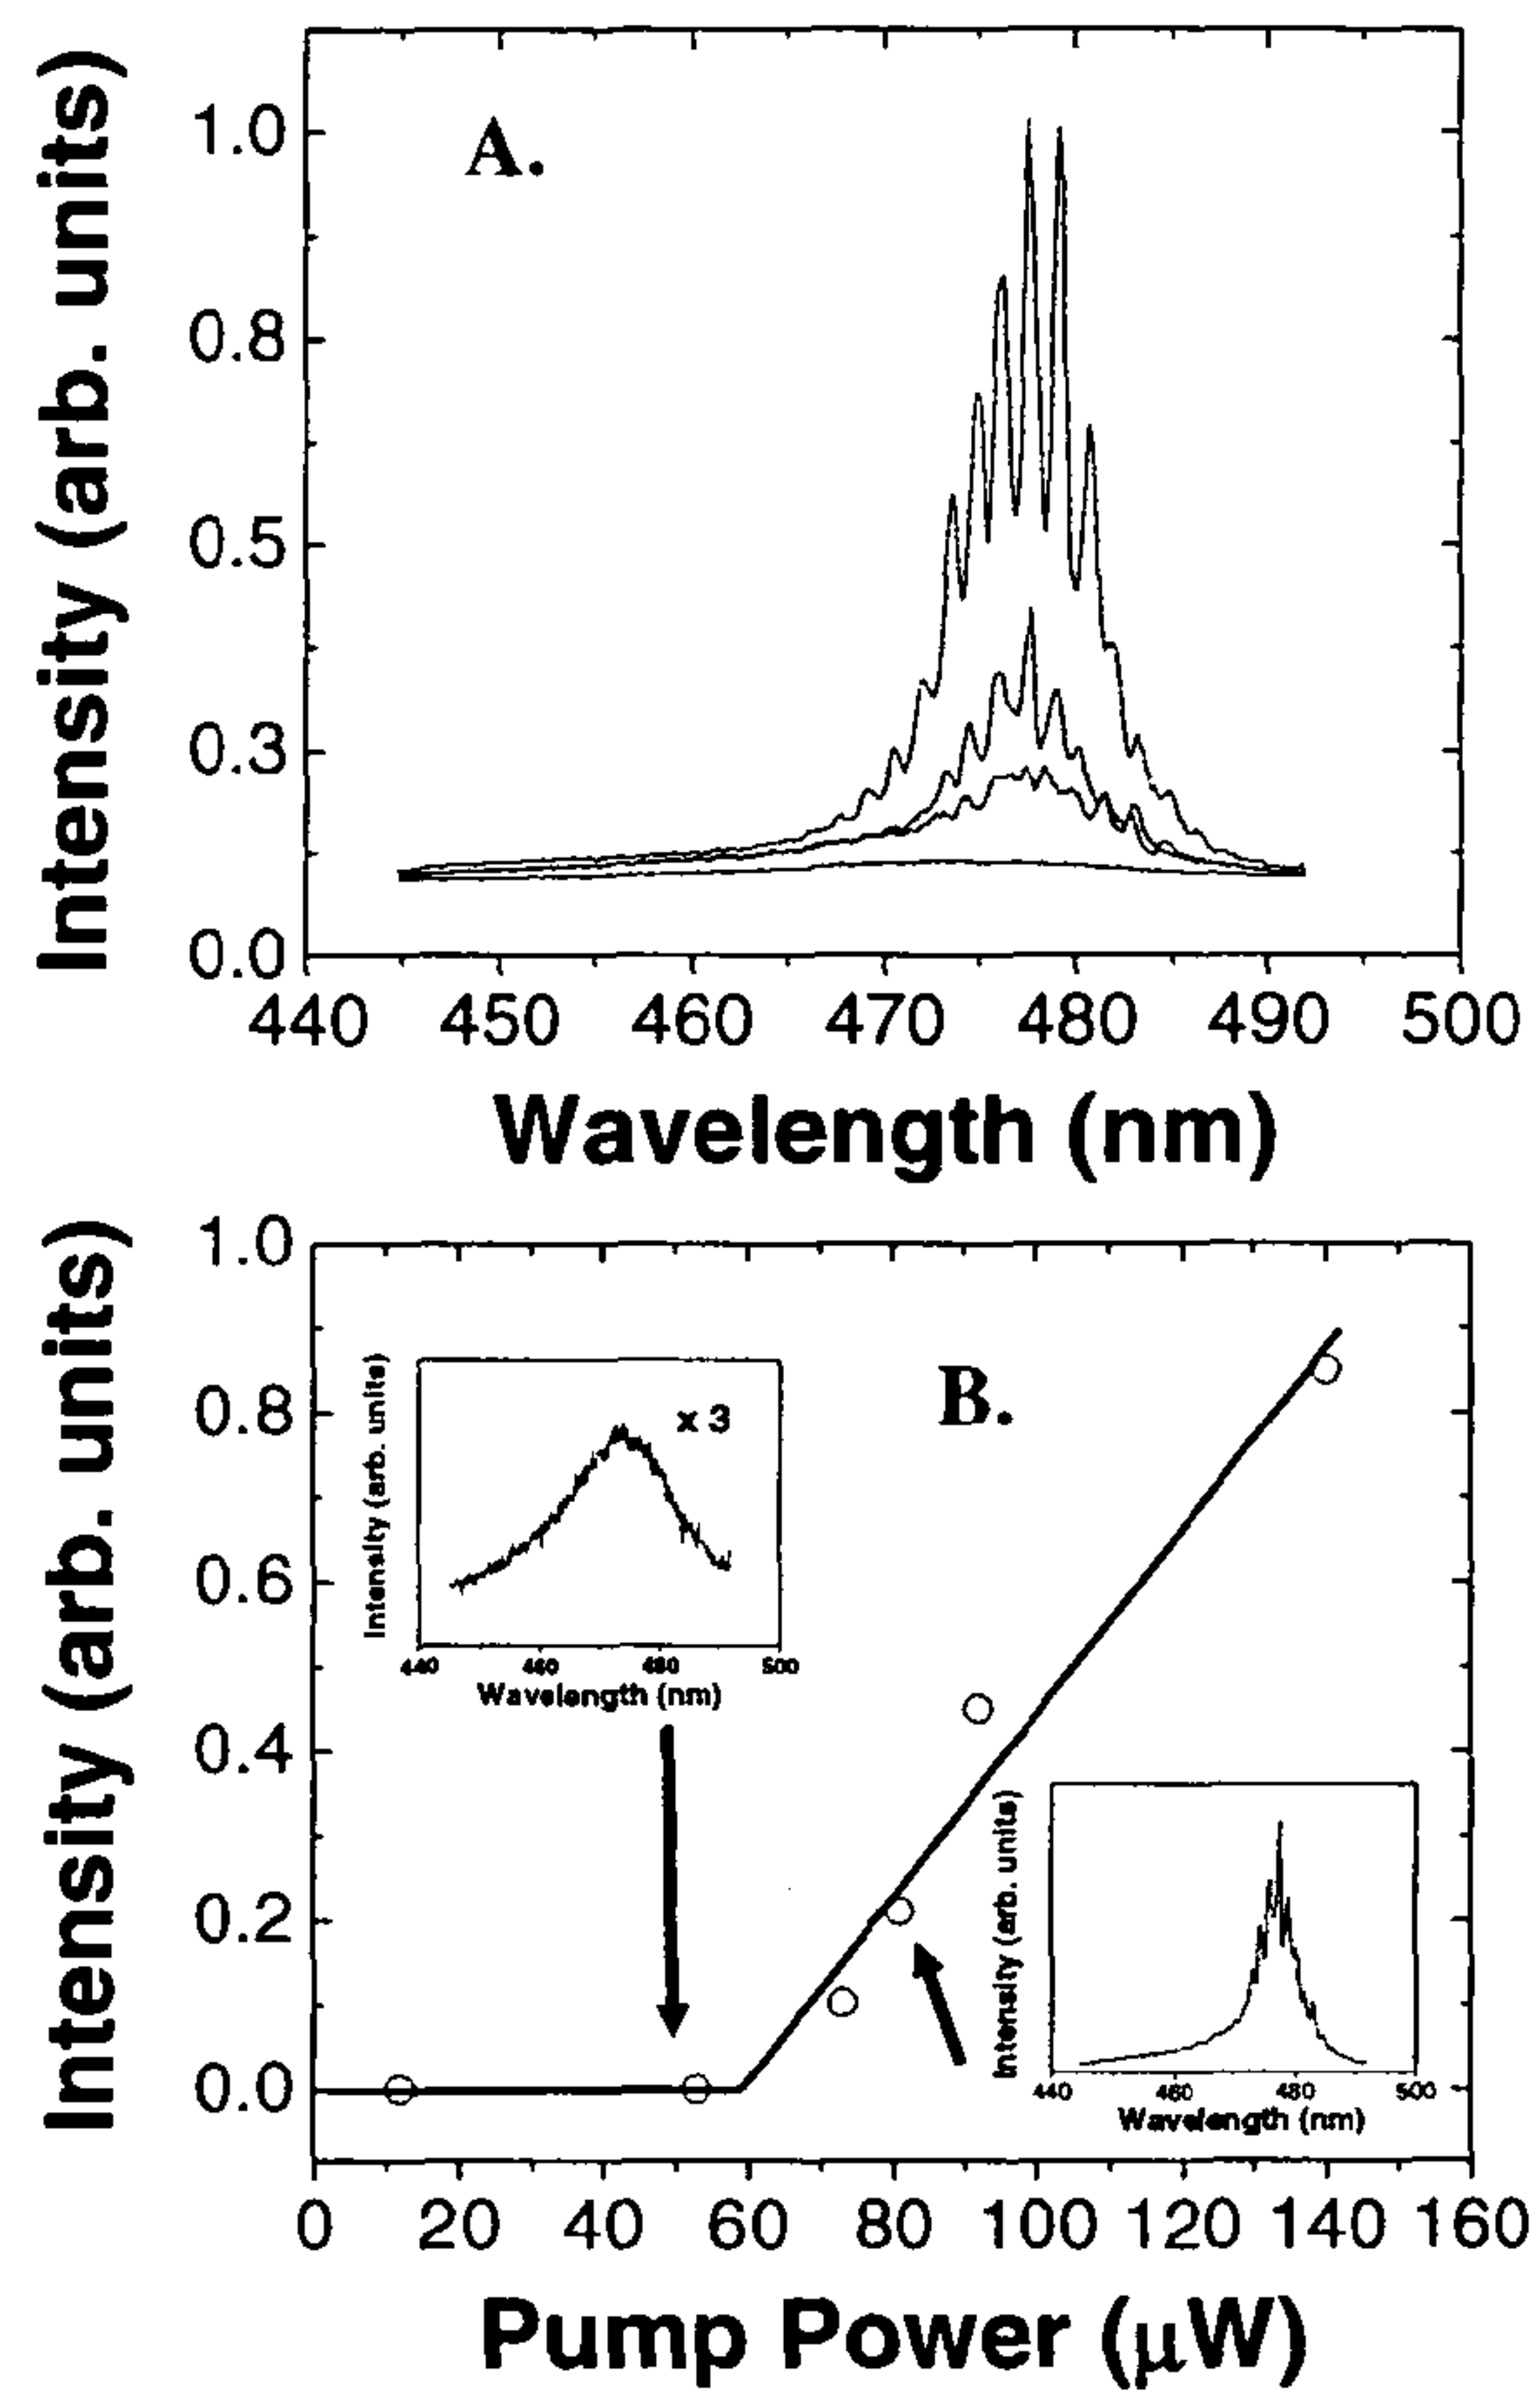 Intensity (arb. units)
A.
1.0
0.8
0.5
0.3
0.0
440 450 460 470 480 490 500
Wavelength (nm)
Intensity (arb. units)
B.
1.0
0.8
0.6
0.4
0.2
0.0
Intensity (arb. units)
x 3
440 460 480 500
Wavelength (nm)
Intensity (arb. units)
440 460 480 500
Wavelength (nm)
0 20 40 60 80 100 120 140 160
Pump Power (μW)